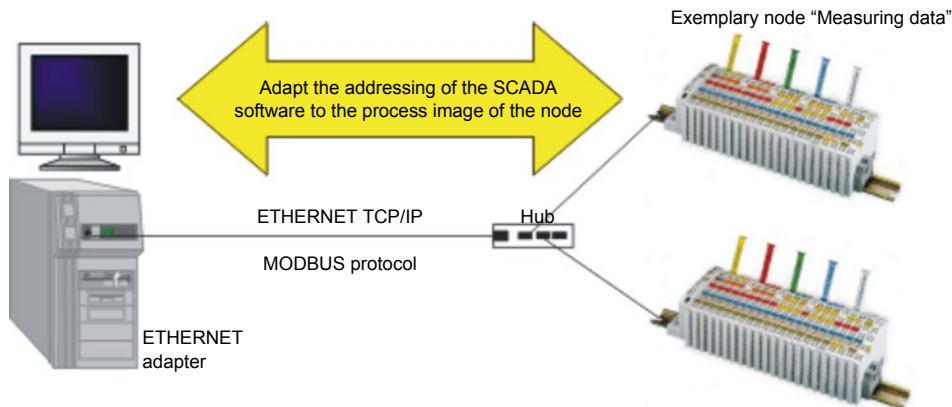 Exemplary node “Measuring data”
Adapt the addressing of the SCADA
software to the process image of the node
ETHERNET TCP/IP
Hub
MODBUS protocol
ETHERNET
adapter